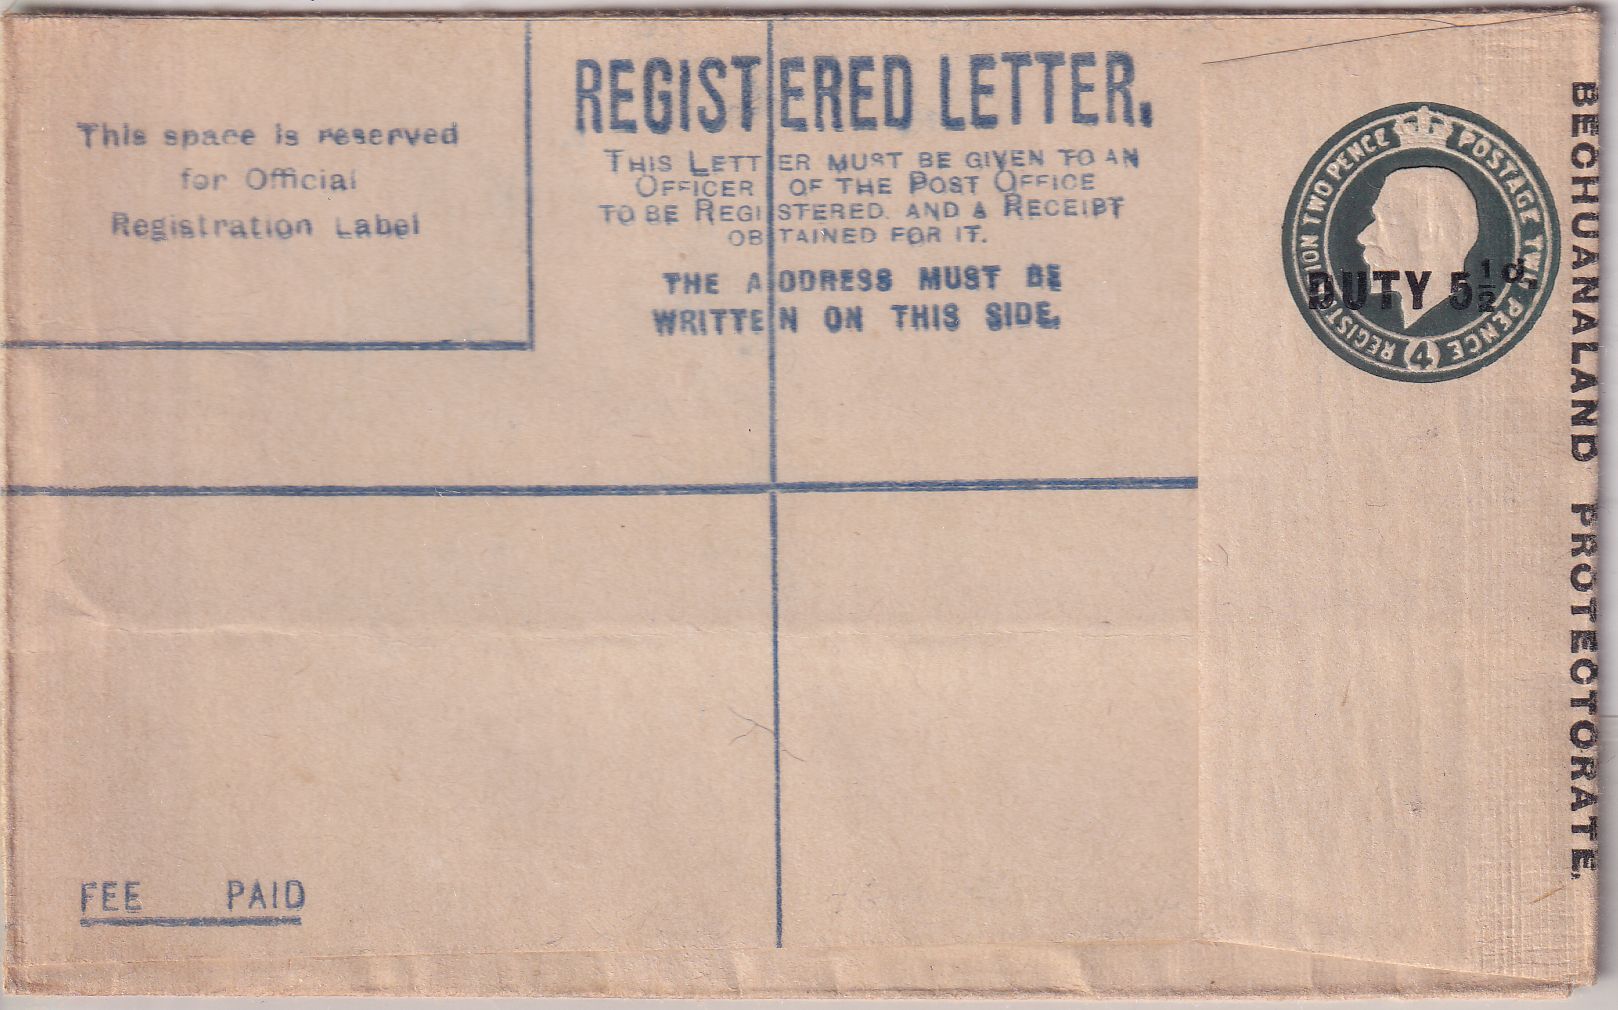 This space is reserved
for Official
Registration Label
REGISTERED LETTER.
THIS LETTER MUST BE GIVEN TO AN
OFFICER OF THE POST OFFICE
TO BE REGISTERED. AND A RECEIPT
OBTAINED FOR IT.
THE ADDRESS MUST BE
WRITTEN ON THIS SIDE.
POSTAGE TWO PENCE
4
REGISTRATION TWO PENCE
DUTY 5½d.
BECHUANALAND PROTECTORATE.
FEE PAID